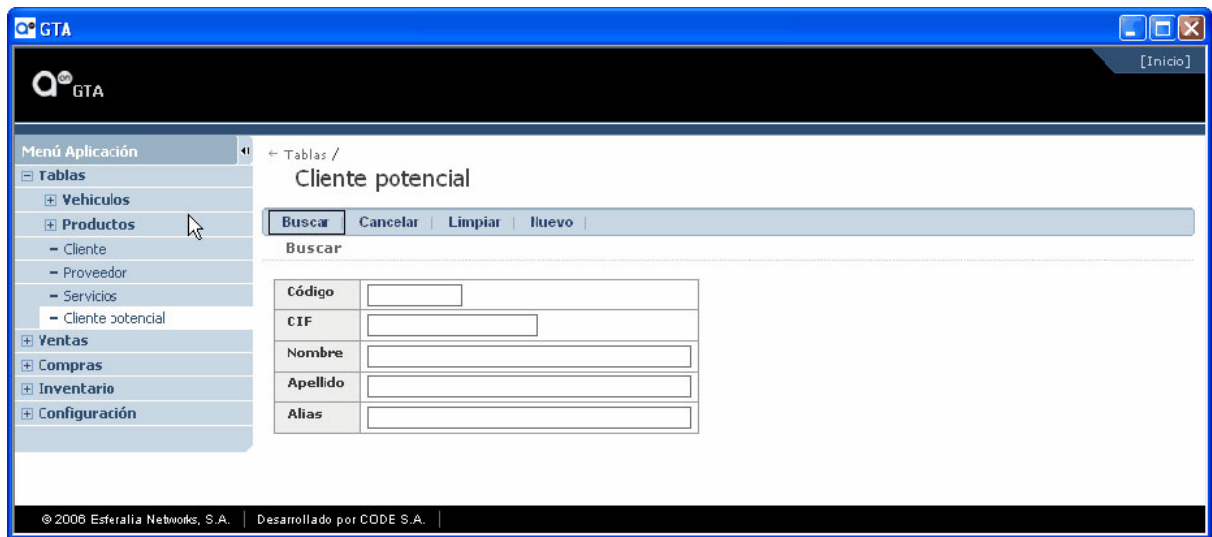 GTA
[Inicio]
aon GTA
Menú Aplicación
Tablas
Vehiculos
Productos
Cliente
Proveedor
Servicios
Cliente potencial
Ventas
Compras
Inventario
Configuración
← Tablas /
Cliente potencial
Buscar | Cancelar | Limpiar | Nuevo |
Buscar
Código
CIF
Nombre
Apellido
Alias
© 2006 Esferalia Networks, S.A. | Desarrollado por CODE S.A. |